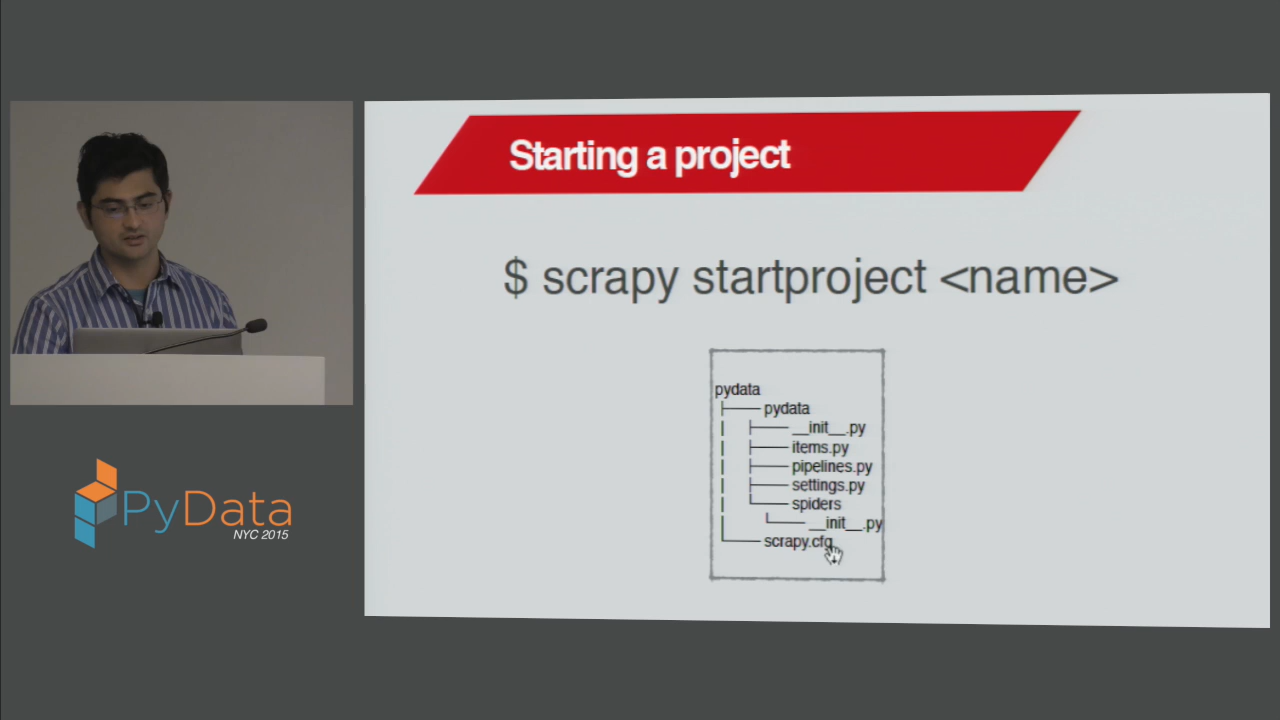 Starting a project
$ scrapy startproject <name>
pydata
├── pydata
│ ├── __init__.py
│ ├── items.py
│ ├── pipelines.py
│ ├── settings.py
│ └── spiders
│ └── __init__.py
└── scrapy.cfg
PyData
NYC 2015